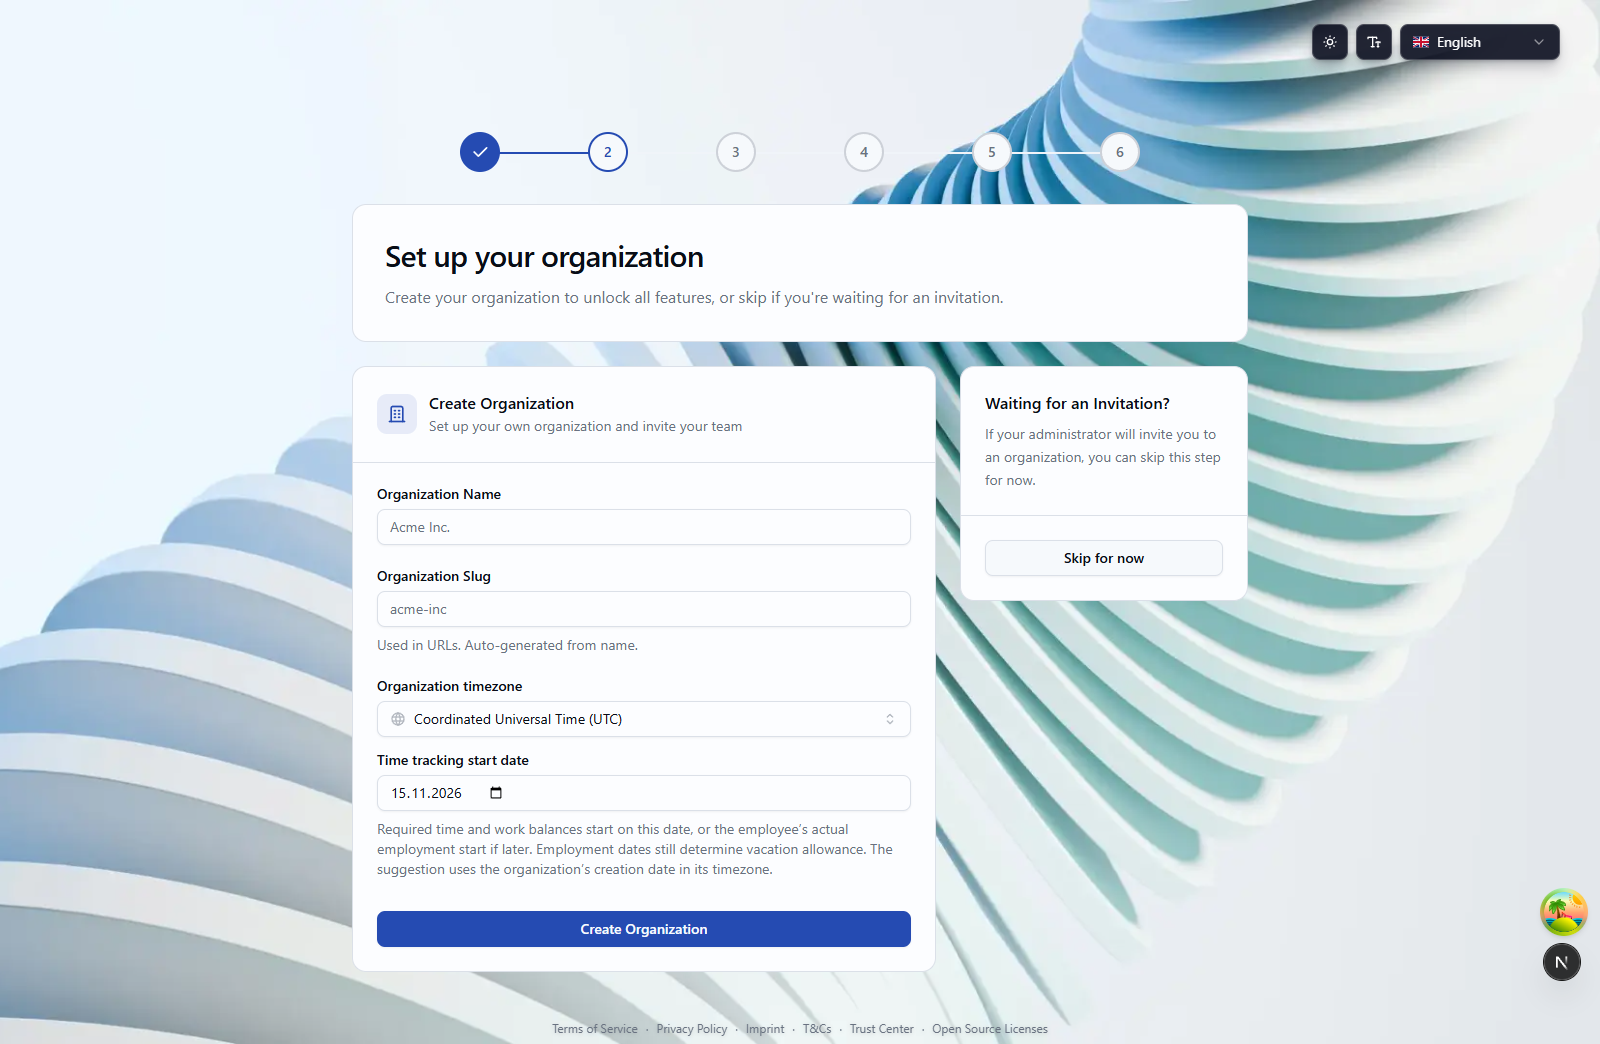 English
2
3
4
5
6
Set up your organization
Create your organization to unlock all features, or skip if you're waiting for an invitation.
Create Organization
Set up your own organization and invite your team
Organization Name
Acme Inc.
Organization Slug
acme-inc
Used in URLs. Auto-generated from name.
Organization timezone
Coordinated Universal Time (UTC)
Time tracking start date
15.11.2026
Required time and work balances start on this date, or the employee’s actual
employment start if later. Employment dates still determine vacation allowance. The
suggestion uses the organization’s creation date in its timezone.
Create Organization
Waiting for an Invitation?
If your administrator will invite you to
an organization, you can skip this step
for now.
Skip for now
N
Terms of Service · Privacy Policy · Imprint · T&Cs · Trust Center · Open Source Licenses